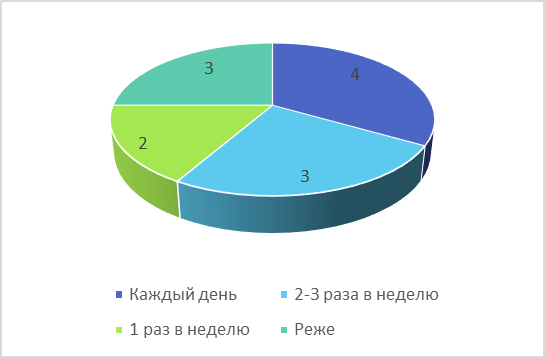 3
4
2
3
Каждый день
2-3 раза в неделю
1 раз в неделю
Реже